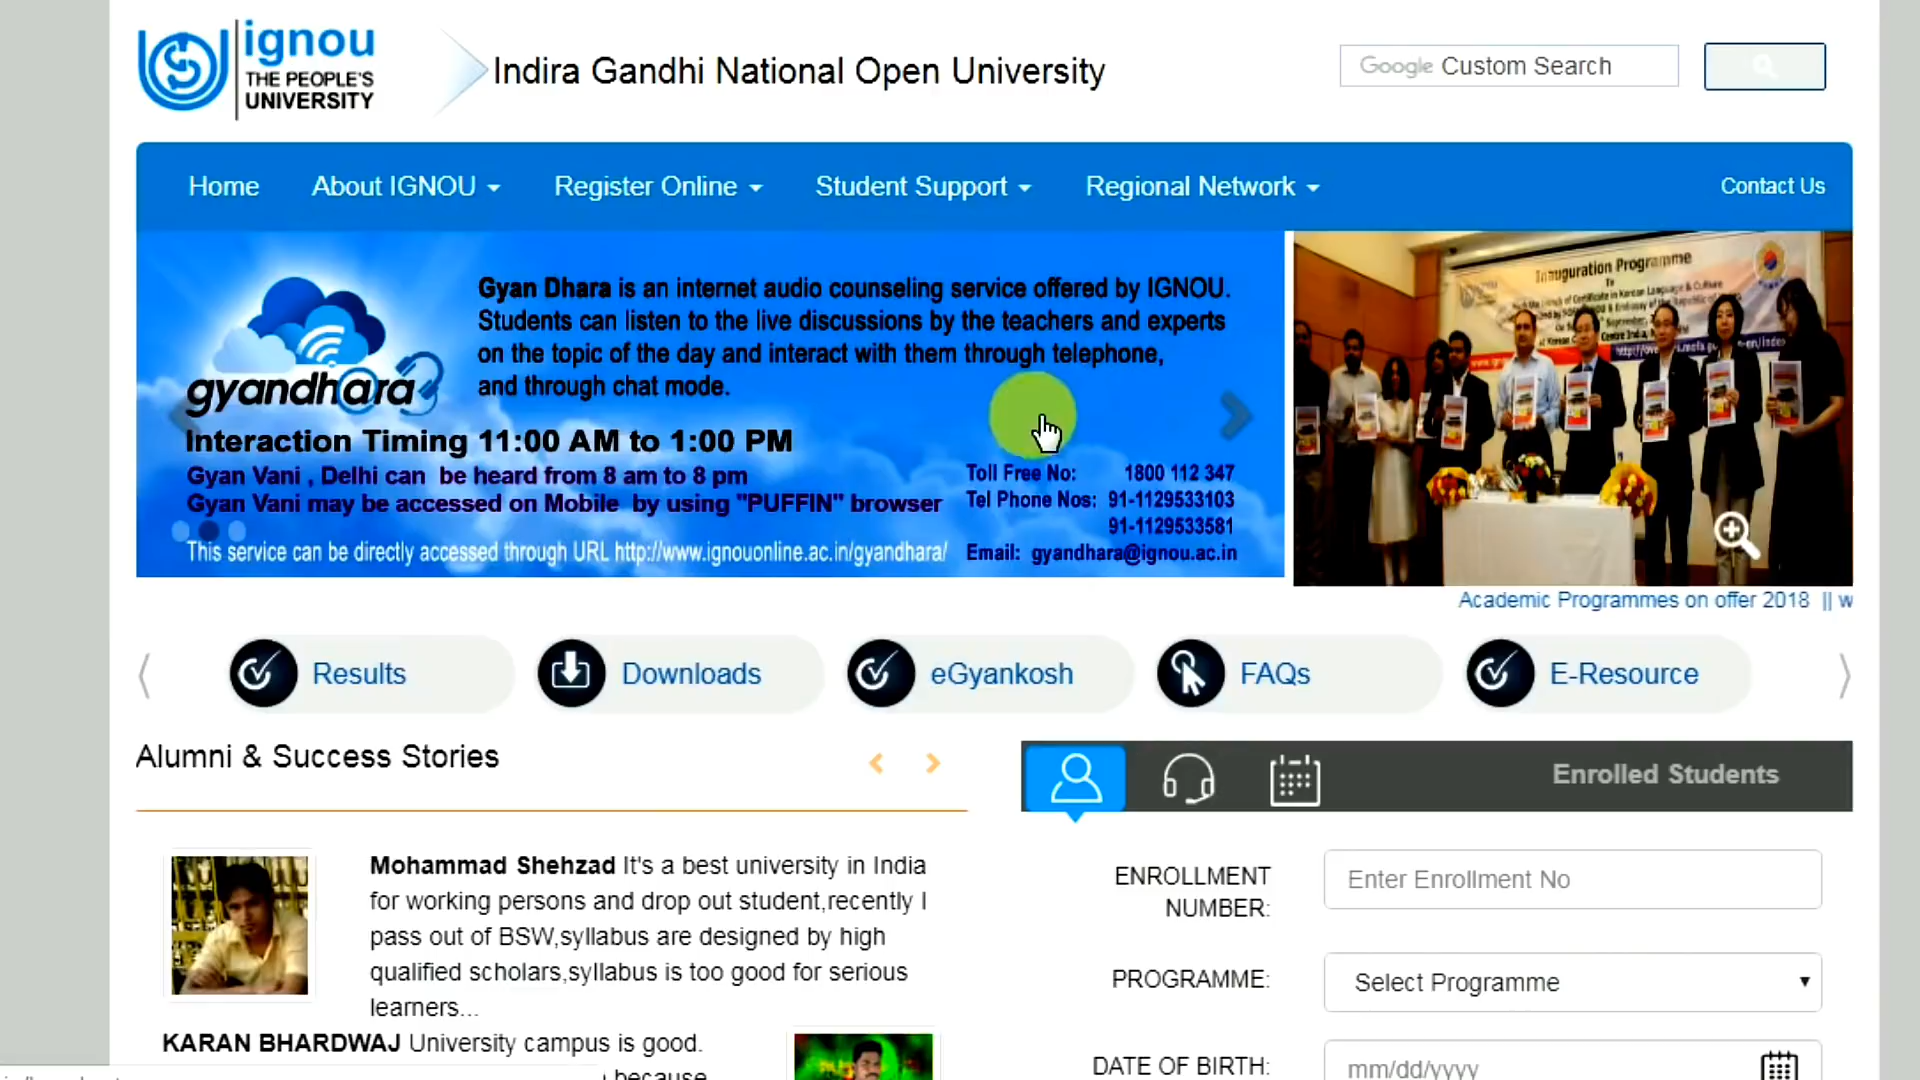 ignou
THE PEOPLE'S
UNIVERSITY
Indira Gandhi National Open University
Google Custom Search
Home
About IGNOU
Register Online
Student Support
Regional Network
Contact Us
Gyan Dhara is an internet audio counseling service offered by IGNOU.
Students can listen to the live discussions by the teachers and experts
on the topic of the day and interact with them through telephone,
and through chat mode.
gyandhara
Interaction Timing 11:00 AM to 1:00 PM
Gyan Vani , Delhi can be heard from 8 am to 8 pm
Gyan Vani may be accessed on Mobile by using "PUFFIN" browser
This service can be directly accessed through URL http://www.ignouonline.ac.in/gyandhara/
Toll Free No: 1800 112 347
Tel Phone Nos: 91-1129533103
91-1129533581
Email: gyandhara@ignou.ac.in
Inauguration Programme
Certificate in Korean Language & Culture
Academic Programmes on offer 2018 || w
Results
Downloads
eGyankosh
FAQs
E-Resource
Alumni & Success Stories
Enrolled Students
Mohammad Shehzad It's a best university in India
for working persons and drop out student,recently I
pass out of BSW,syllabus are designed by high
qualified scholars,syllabus is too good for serious
learners...
KARAN BHARDWAJ University campus is good.
because
ENROLLMENT
NUMBER:
Enter Enrollment No
PROGRAMME:
Select Programme
DATE OF BIRTH:
mm/dd/yyyy